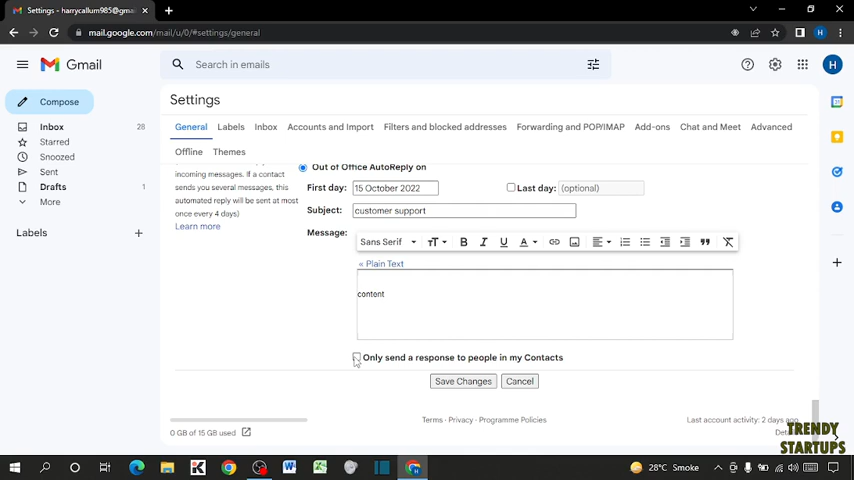 Settings - harrycallum985@gma
mail.google.com/mail/u/0/#settings/general
H
Gmail
Search in emails
H
Compose
Settings
General
Labels
Inbox
Accounts and Import
Filters and blocked addresses
Forwarding and POP/IMAP
Add-ons
Chat and Meet
Advanced
Offline
Themes
Inbox 28
Starred
Snoozed
Sent
Drafts 1
More
Labels
incoming messages. If a contact
sends you several messages, this
automated reply will be sent at most
once every 4 days)
Learn more
Out of Office AutoReply on
First day: 15 October 2022
Last day: (optional)
Subject: customer support
Message:
Sans Serif
« Plain Text
content
Only send a response to people in my Contacts
Save Changes
Cancel
0 GB of 15 GB used
Terms · Privacy · Programme Policies
Last account activity: 2 days ago
TRENDY
STARTUPS
28°C Smoke